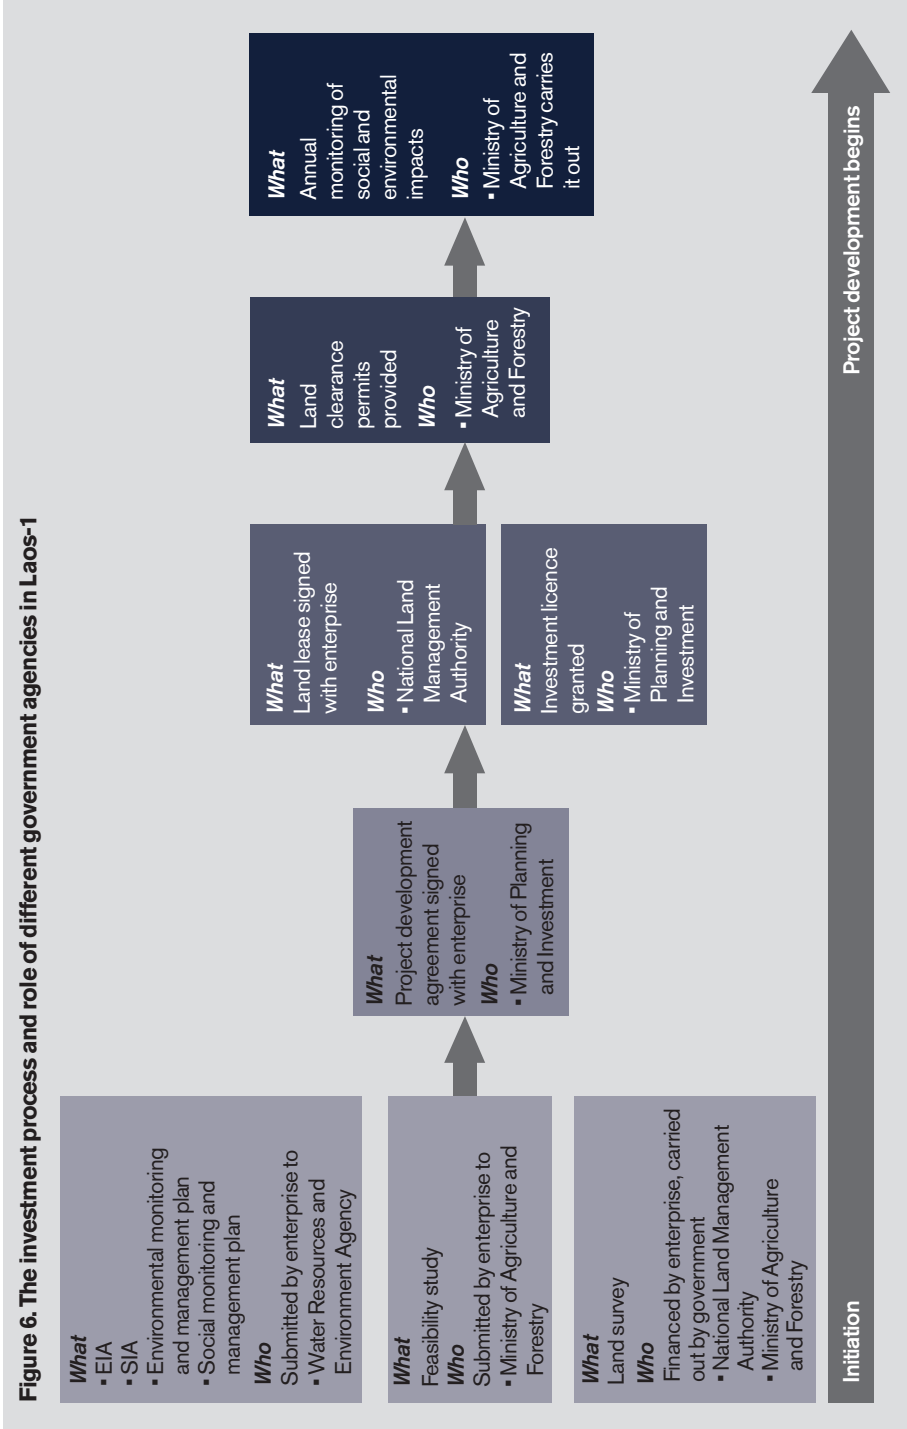 Figure 6. The investment process and role of different government agencies in Laos-1
What
▪ EIA
▪ SIA
▪ Environmental monitoring
and management plan
▪ Social monitoring and
management plan
Who
Submitted by enterprise to
▪ Water Resources and
Environment Agency
What
Feasibility study
Who
Submitted by enterprise to
▪ Ministry of Agriculture and
Forestry
What
Land survey
Who
Financed by enterprise, carried
out by government
▪ National Land Management
Authority
▪ Ministry of Agriculture
and Forestry
What
Project development
agreement signed
with enterprise
Who
▪ Ministry of Planning
and Investment
What
Land lease signed
with enterprise
Who
▪ National Land
Management
Authority
What
Investment licence
granted
Who
▪ Ministry of
Planning and
Investment
What
Land
clearance
permits
provided
Who
▪ Ministry of
Agriculture
and Forestry
What
Annual
monitoring of
social and
environmental
impacts
Who
▪ Ministry of
Agriculture and
Forestry carries
it out
Initiation
Project development begins